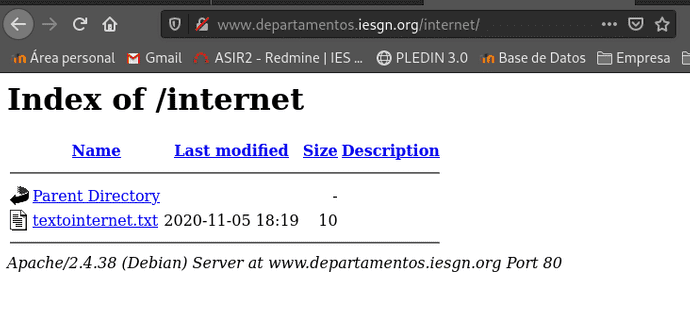 www.departamentos.iesgn.org/internet/
Área personal Gmail ASIR2 - Redmine | IES ... PLEDIN 3.0 Base de Datos Empresa
Index of /internet
Name Last modified Size Description
Parent Directory -
textointernet.txt 2020-11-05 18:19 10
Apache/2.4.38 (Debian) Server at www.departamentos.iesgn.org Port 80